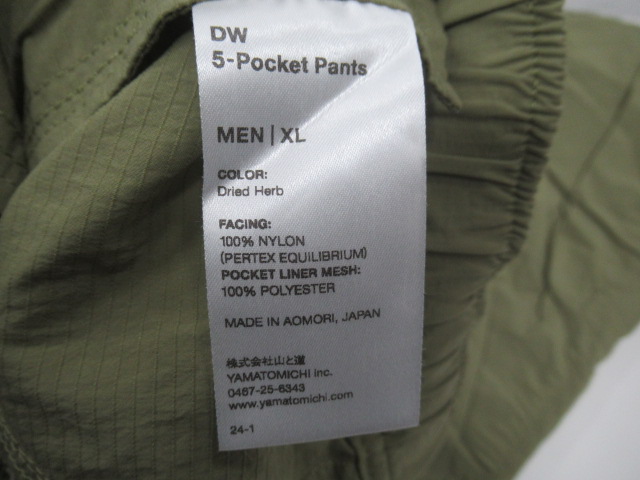 DW
5-Pocket Pants
MEN | XL
COLOR:
Dried Herb
FACING:
100% NYLON
(PERTEX EQUILIBRIUM)
POCKET LINER MESH:
100% POLYESTER
MADE IN AOMORI, JAPAN
株式会社山と道
YAMATOMICHI inc.
0467-25-6343
www.yamatomichi.com
24-1